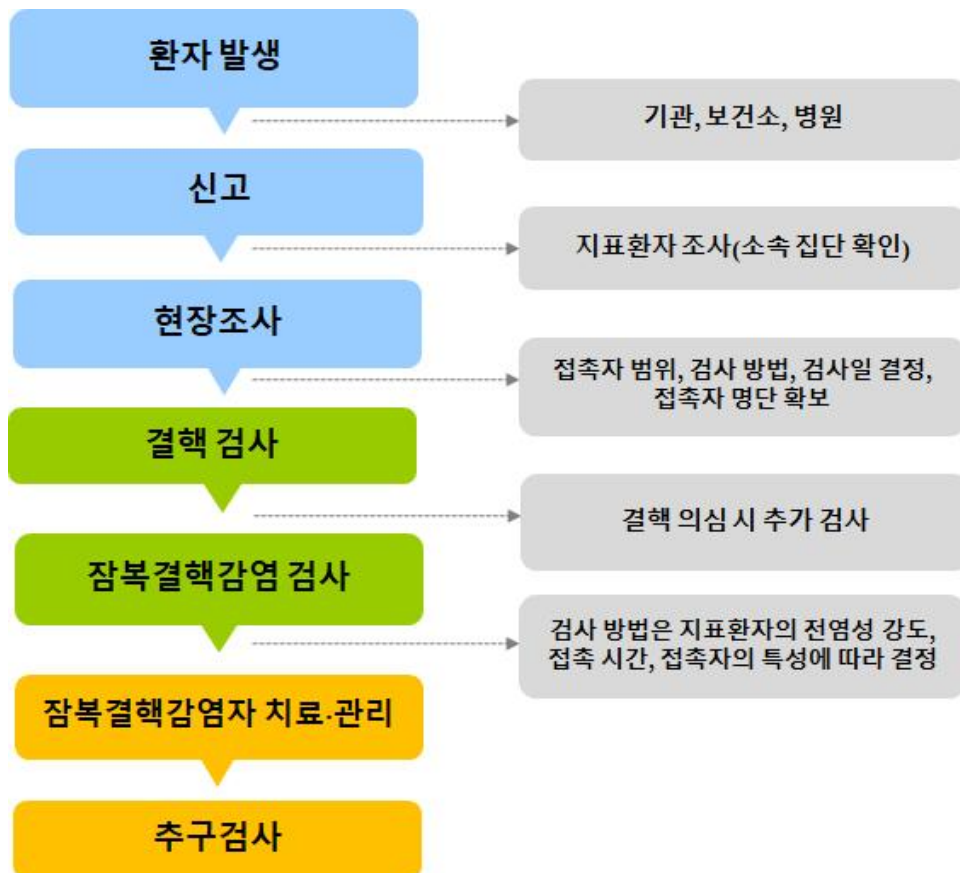 환자 발생
기관, 보건소, 병원
신고
지표환자 조사(소속 집단 확인)
현장조사
접촉자 범위, 검사 방법, 검사일 결정,
접촉자 명단 확보
결핵 검사
결핵 의심 시 추가 검사
잠복결핵감염 검사
검사 방법은 지표환자의 전염성 강도,
접촉 시간, 접촉자의 특성에 따라 결정
잠복결핵감염자 치료·관리
추구검사